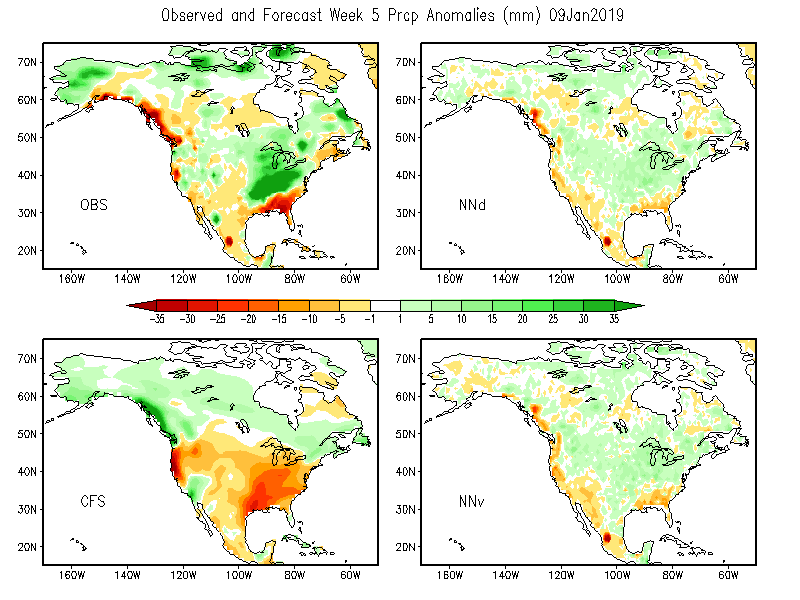 Observed and Forecast Week 5 Prcp Anomalies (mm) 09Jan2019
70N
60N
50N
40N
30N
20N
OBS
160W 140W 120W 100W 80W 60W
70N
60N
50N
40N
30N
20N
NNd
160W 140W 120W 100W 80W 60W
-35 -30 -25 -20 -15 -10 -5 -1 1 5 10 15 20 25 30 35
70N
60N
50N
40N
30N
20N
CFS
160W 140W 120W 100W 80W 60W
70N
60N
50N
40N
30N
20N
NNv
160W 140W 120W 100W 80W 60W